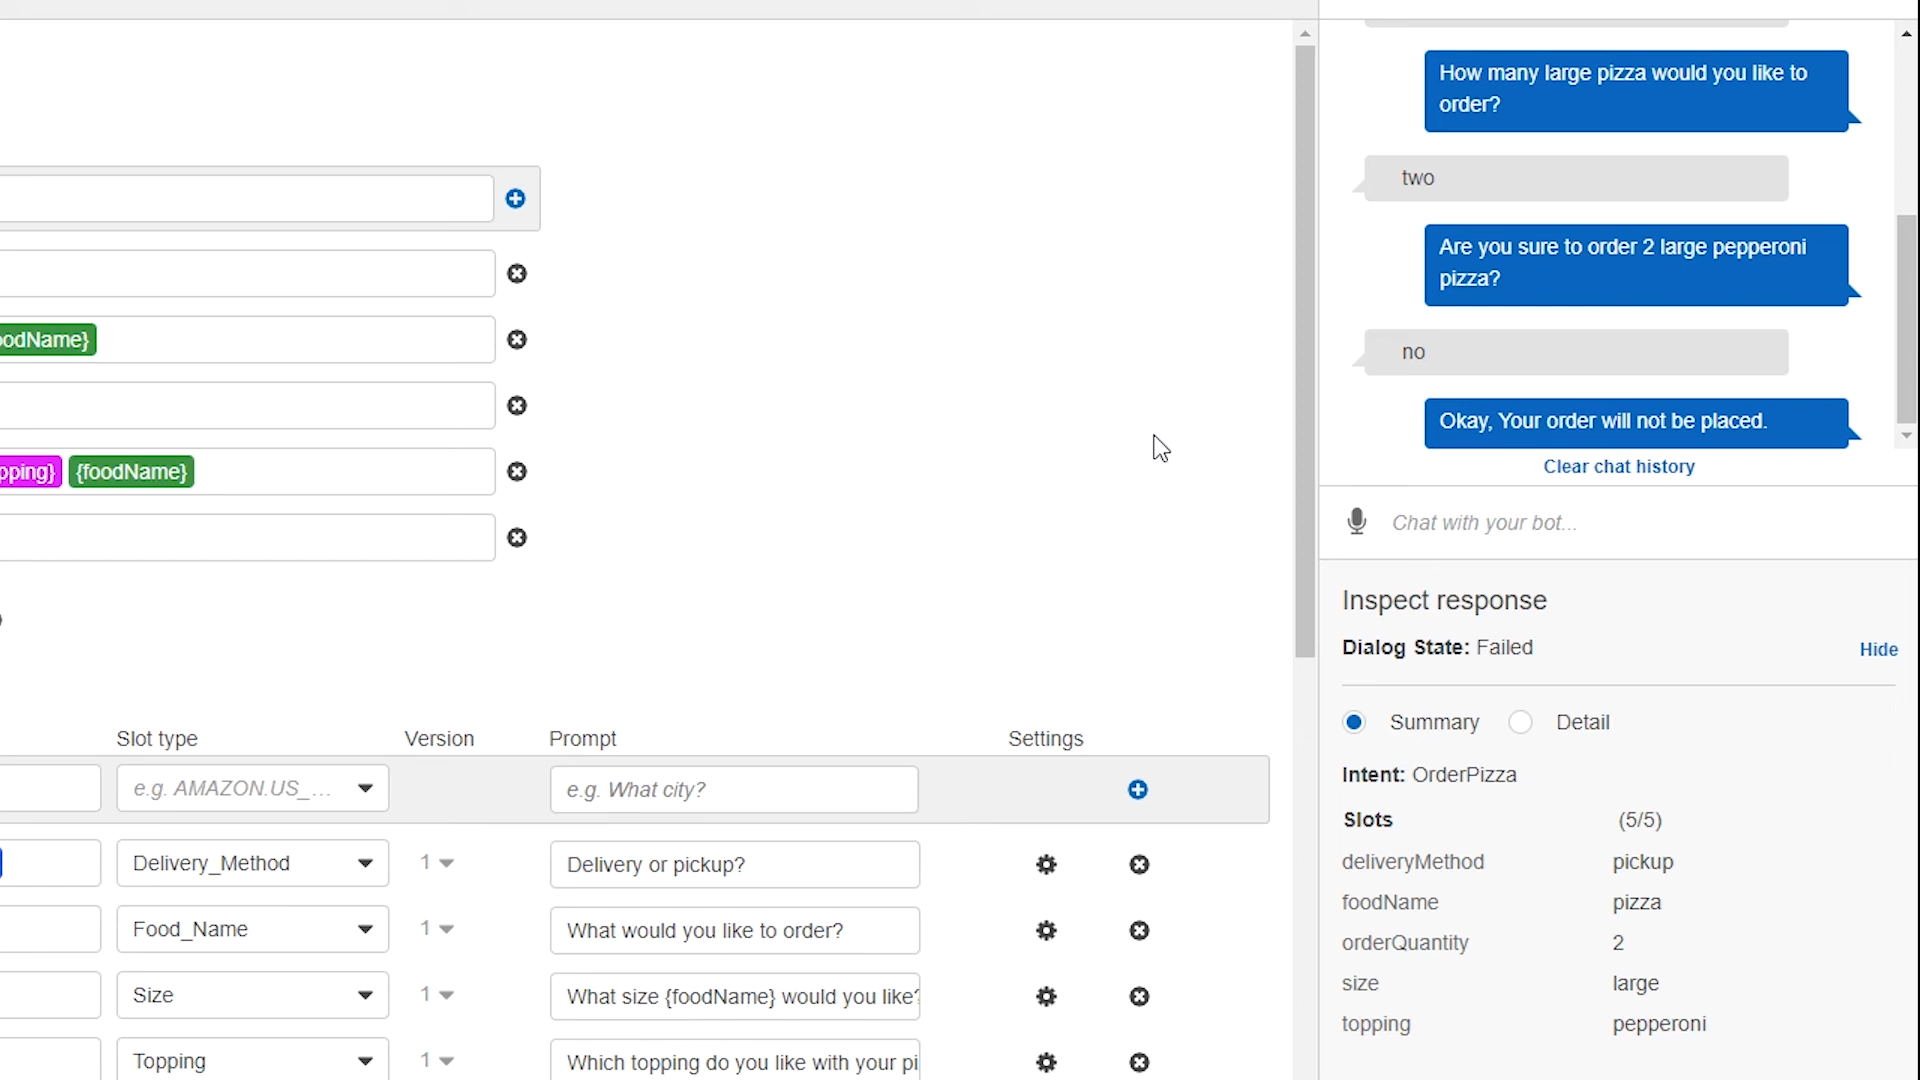 oodName}
pping} {foodName}
Slot type Version Prompt Settings
e.g. AMAZON.US_... e.g. What city?
Delivery_Method 1 Delivery or pickup?
Food_Name 1 What would you like to order?
Size 1 What size {foodName} would you like?
Topping 1 Which topping do you like with your pi
How many large pizza would you like to
order?
two
Are you sure to order 2 large pepperoni
pizza?
no
Okay, Your order will not be placed.
Clear chat history
Chat with your bot...
Inspect response
Dialog State: Failed Hide
Summary Detail
Intent: OrderPizza
Slots (5/5)
deliveryMethod pickup
foodName pizza
orderQuantity 2
size large
topping pepperoni